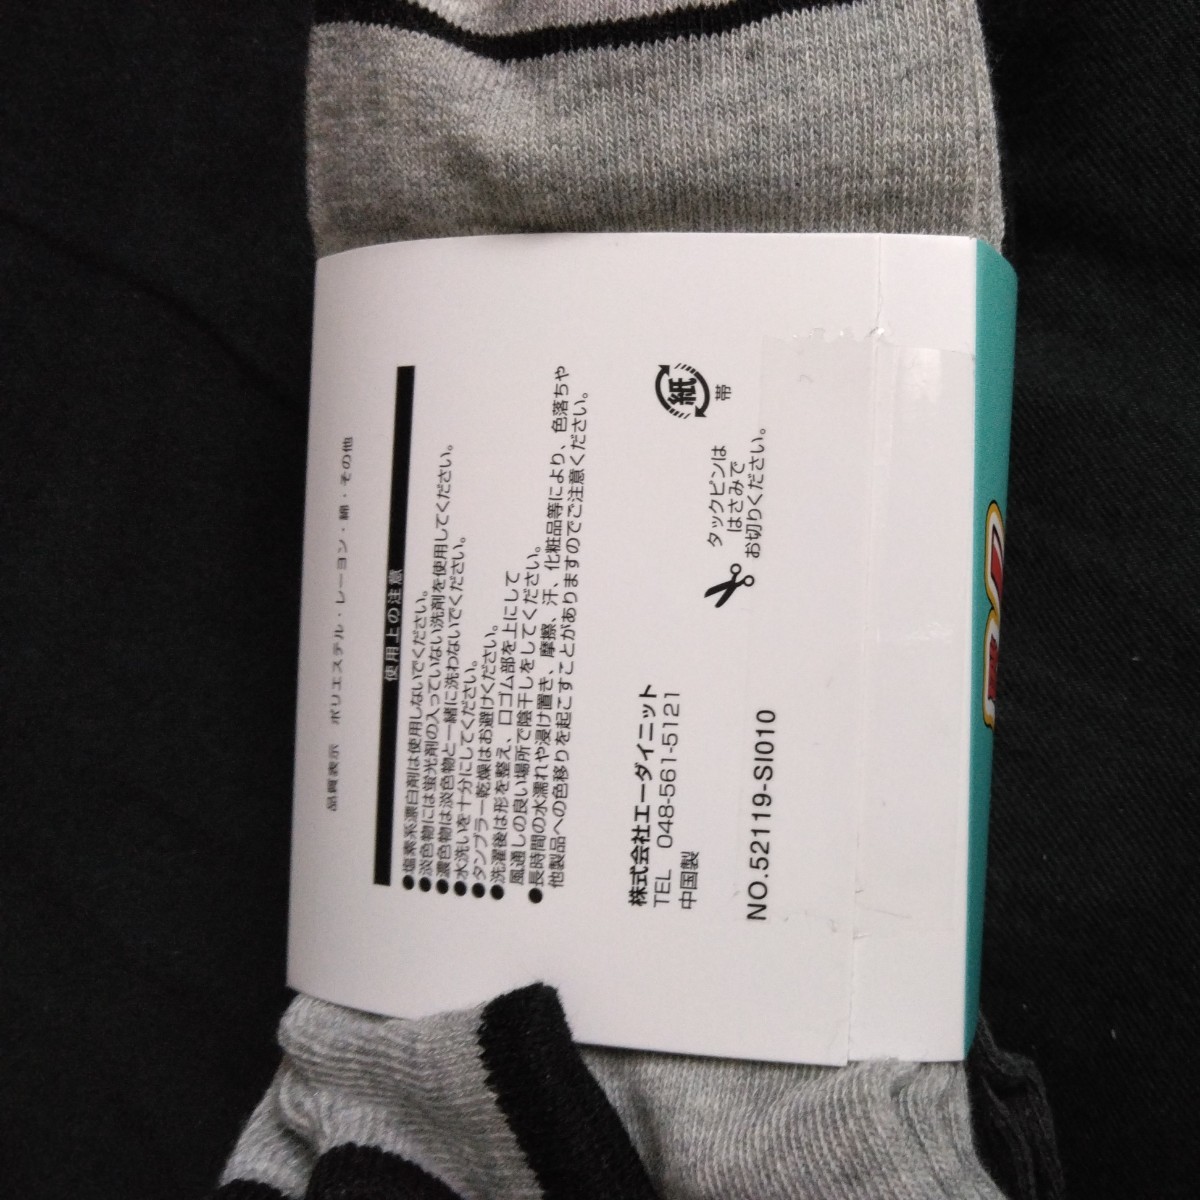 品質表示　ポリエステル・レーヨン・綿・その他
使用上の注意
●塩素系漂白剤は使用しないでください。
●淡色物には蛍光剤の入っていない洗剤を使用してください。
●濃色物は淡色物と一緒に洗わないでください。
●水洗いを十分にしてください。
●タンブラー乾燥はお避けください。
●洗濯後は形を整え、口ゴム部を上にして
風通しの良い場所で陰干しをしてください。
●長時間の水濡れや浸け置き、摩擦、汗、化粧品等により、色落ちや
他製品への色移りを起こすことがありますのでご注意ください。
株式会社エーダイニット
TEL 048-561-5121
中国製
紙
帯
タックピンは
はさみで
お切りください。
NO.52119-SI010